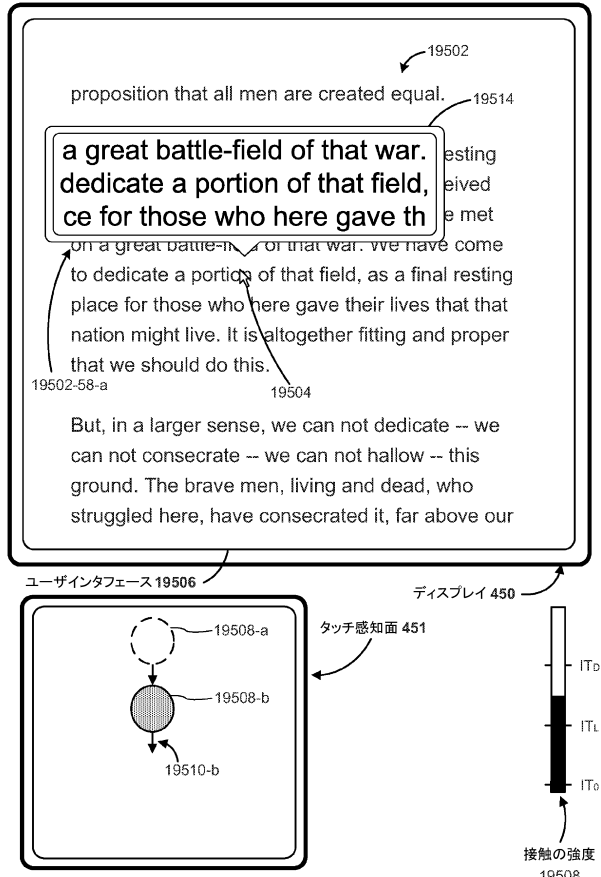 19502
proposition that all men are created equal.
19514
a great battle-field of that war.
dedicate a portion of that field,
ce for those who here gave th
esting
eived
e met
on a great battle-fi of that war. We have come
to dedicate a portion of that field, as a final resting
place for those who here gave their lives that that
nation might live. It is altogether fitting and proper
that we should do this.
19502-58-a
19504
But, in a larger sense, we can not dedicate -- we
can not consecrate -- we can not hallow -- this
ground. The brave men, living and dead, who
struggled here, have consecrated it, far above our
ユーザインタフェース 19506
ディスプレイ 450
19508-a
タッチ感知面 451
19508-b
19510-b
ITD
ITL
IT0
接触の強度
19508